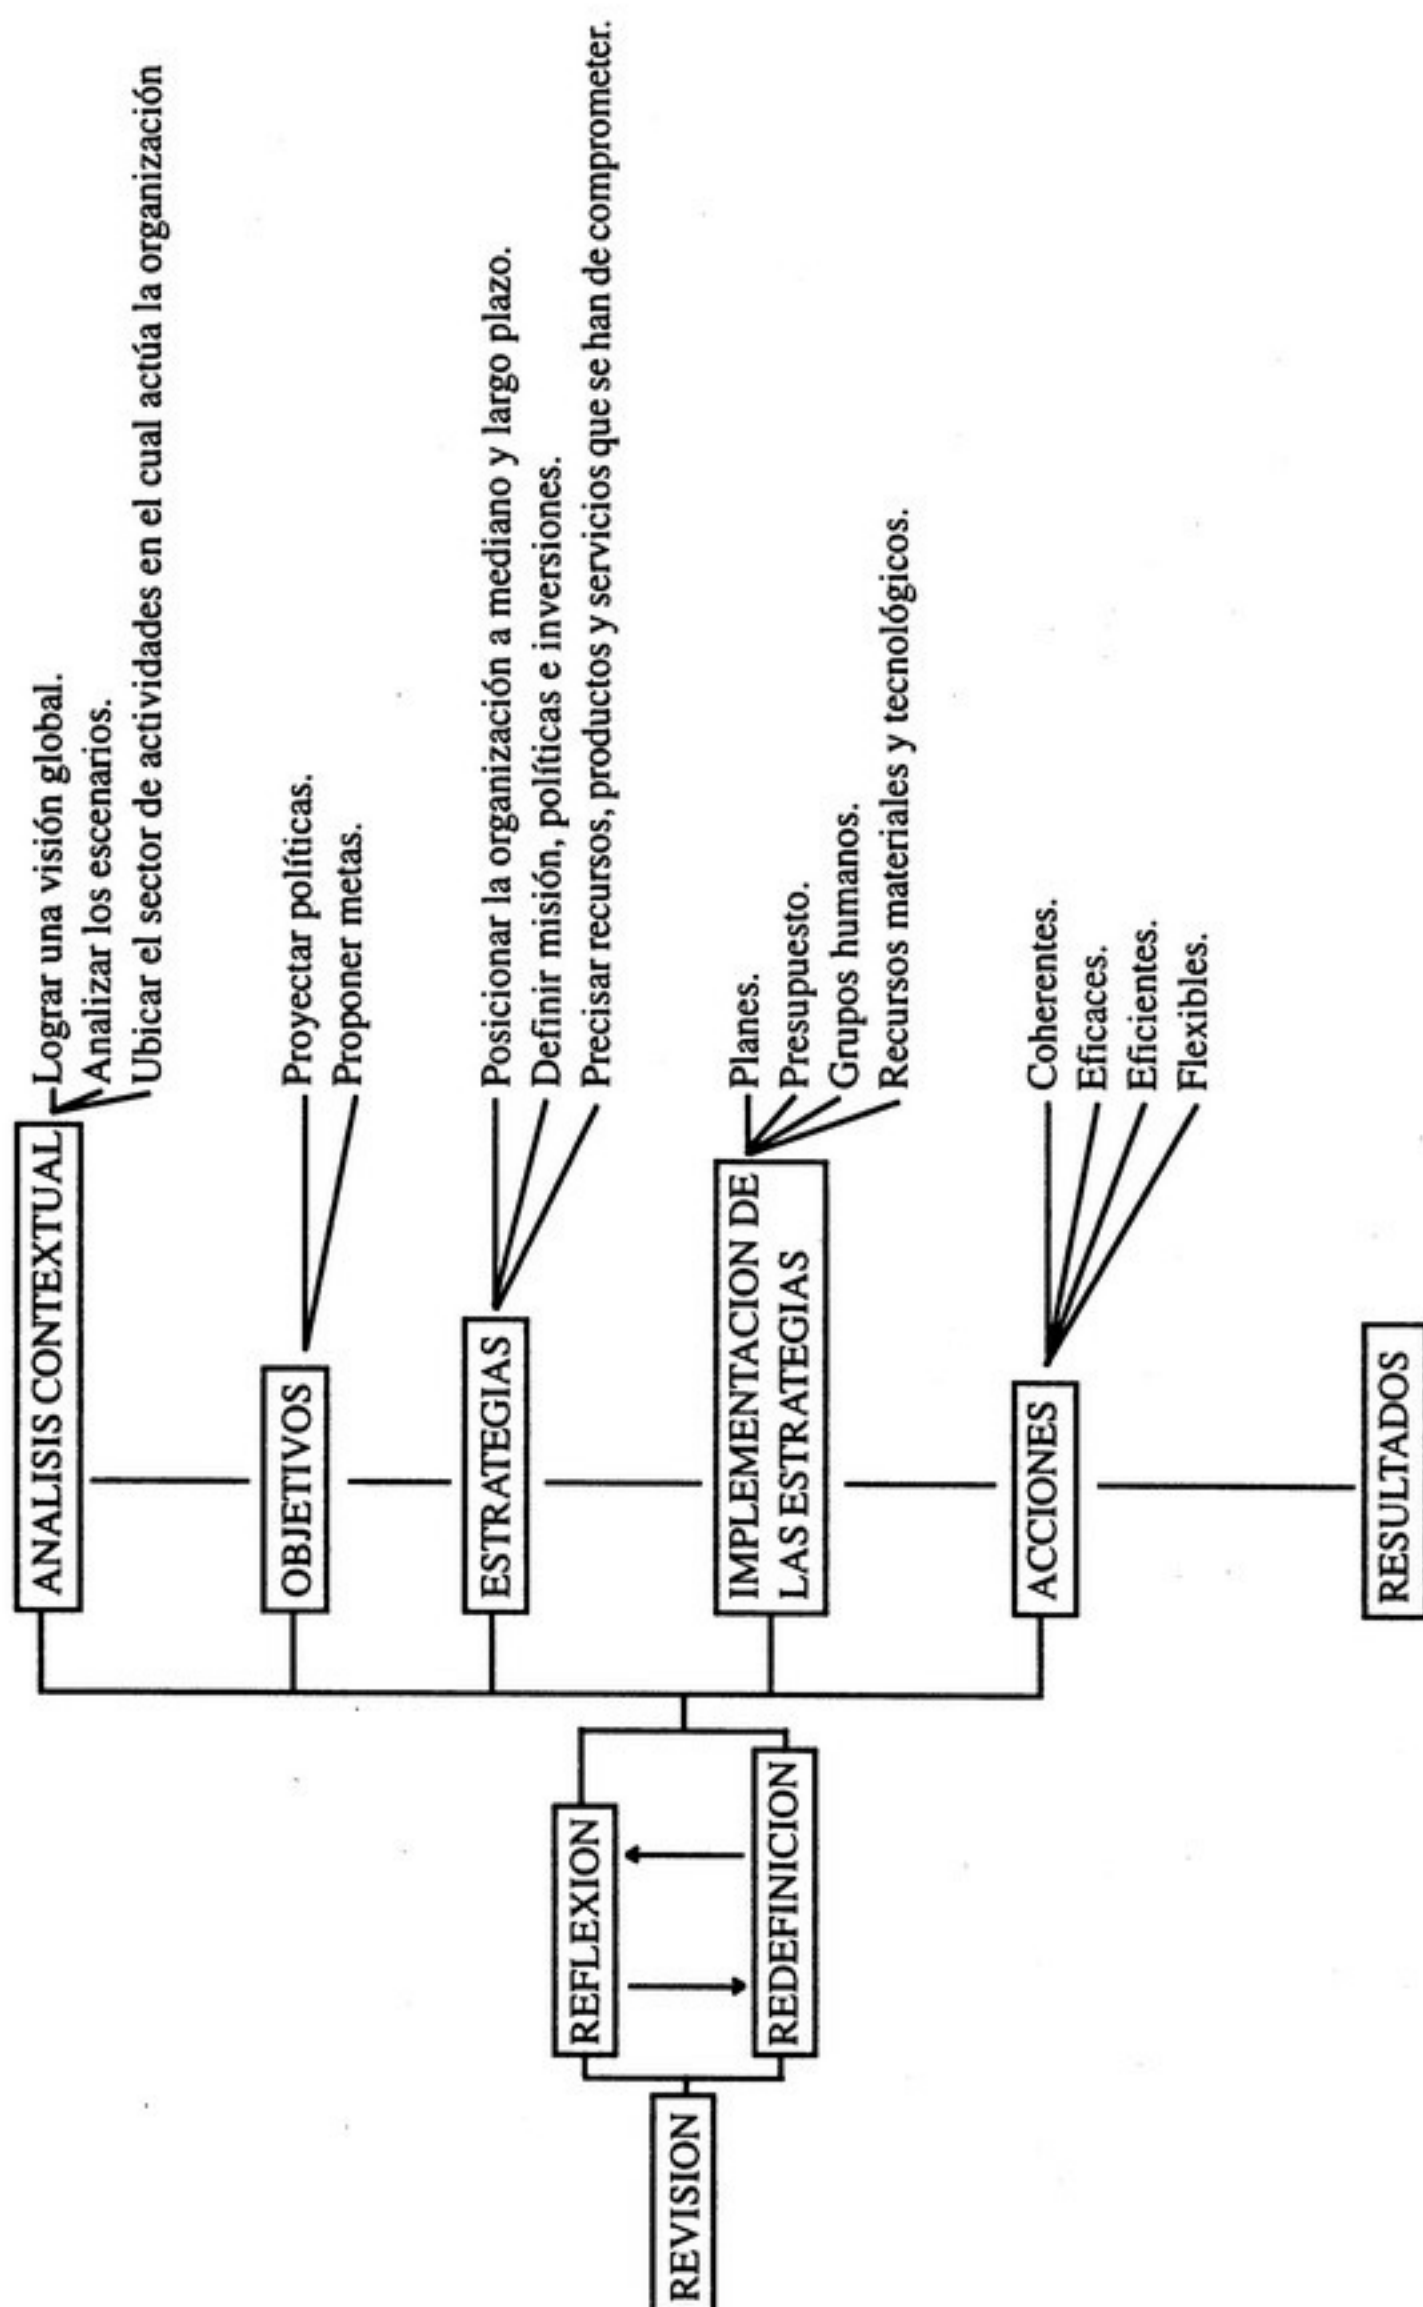 ANALISIS CONTEXTUAL
Lograr una visión global.
Analizar los escenarios.
Ubicar el sector de actividades en el cual actúa la organización
OBJETIVOS
Proyectar políticas.
Proponer metas.
ESTRATEGIAS
Posicionar la organización a mediano y largo plazo.
Definir misión, políticas e inversiones.
Precisar recursos, productos y servicios que se han de comprometer.
REVISION
REFLEXION
REDEFINICION
IMPLEMENTACION DE
LAS ESTRATEGIAS
Planes.
Presupuesto.
Grupos humanos.
Recursos materiales y tecnológicos.
ACCIONES
Coherentes.
Eficaces.
Eficientes.
Flexibles.
RESULTADOS